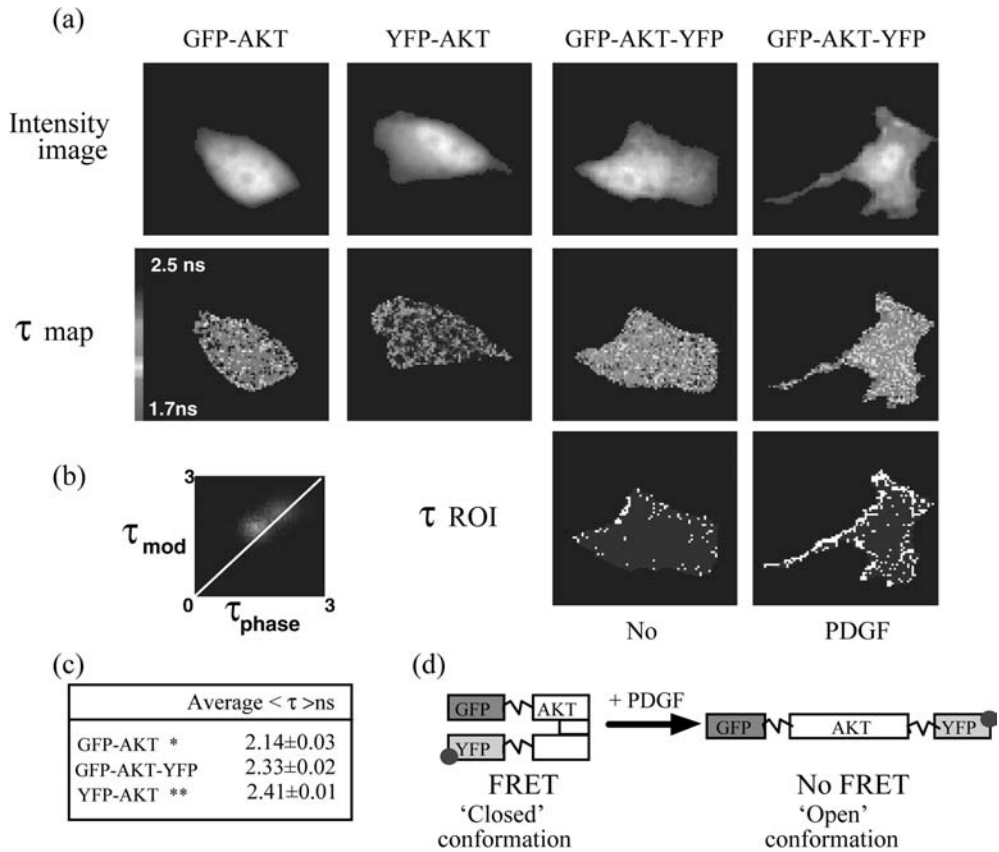 (a)
GFP-AKT YFP-AKT GFP-AKT-YFP GFP-AKT-YFP
Intensity
image
2.5 ns
τ map
1.7ns
(b)
3
τmod
0
τphase
3
τ ROI
No PDGF
(c)
Average < τ >ns
GFP-AKT * 2.14±0.03
GFP-AKT-YFP 2.33±0.02
YFP-AKT ** 2.41±0.01
(d)
GFP AKT
YFP
+ PDGF
GFP AKT YFP
FRET
'Closed'
conformation
No FRET
'Open'
conformation